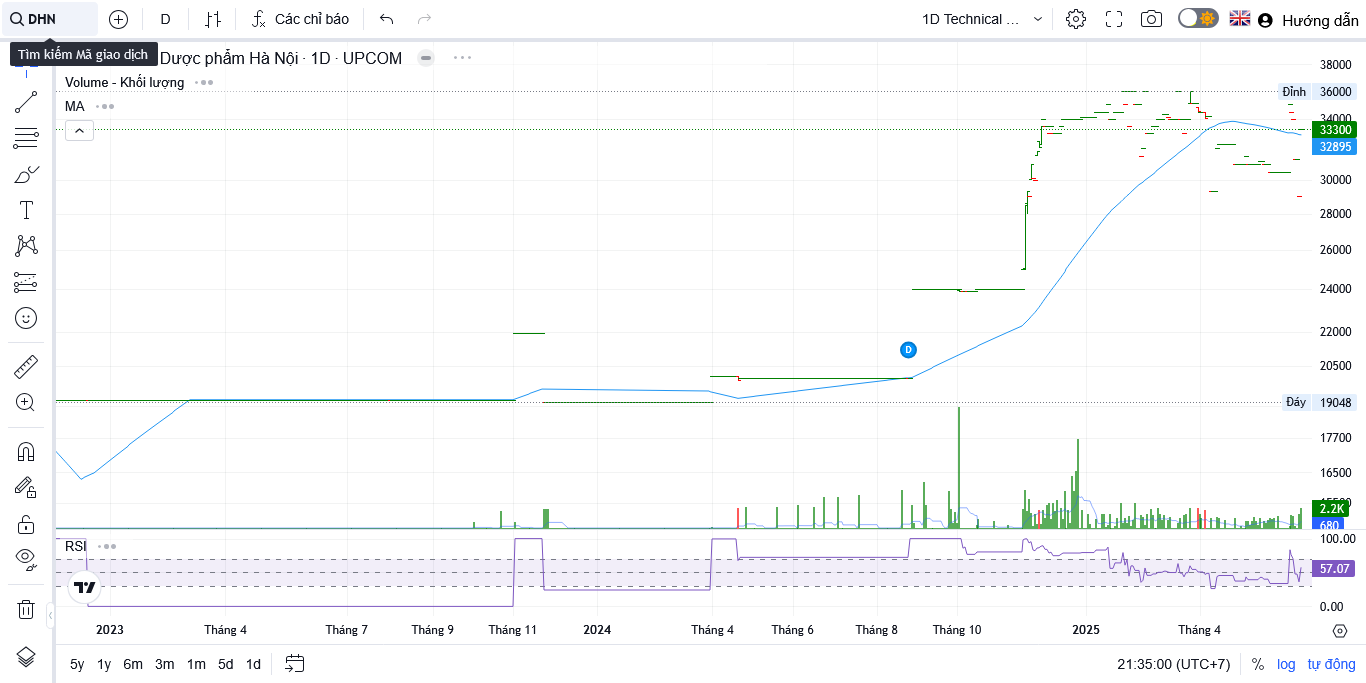 DHN
D
Các chỉ báo
1D Technical ...
Hướng dẫn
Tìm kiếm Mã giao dịch
Dược phẩm Hà Nội · 1D · UPCOM
Volume - Khối lượng
MA
38000
Đỉnh 36000
34000
33300
32895
30000
28000
26000
24000
22000
D
20500
Đáy 19048
17700
16500
2.2K
680
RSI
100.00
57.07
0.00
2023 Tháng 4 Tháng 7 Tháng 9 Tháng 11 2024 Tháng 4 Tháng 6 Tháng 8 Tháng 10 2025 Tháng 4
5y 1y 6m 3m 1m 5d 1d
21:35:00 (UTC+7) % log tự động